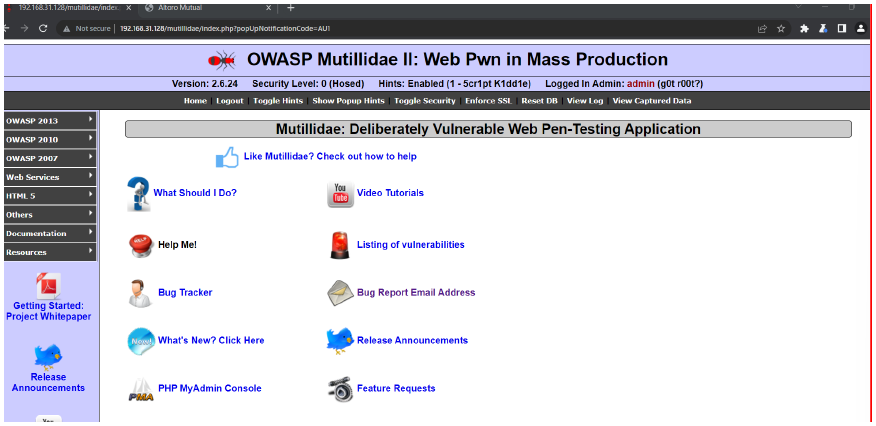 192.168.31.128/mutillidae/index. Altoro Mutual
Not secure 192.168.31.128/mutillidae/index.php?popUpNotificationCode=AU1
OWASP Mutillidae II: Web Pwn in Mass Production
Version: 2.6.24 Security Level: 0 (Hosed) Hints: Enabled (1 - 5cr1pt K1dd1e) Logged In Admin: admin (g0t r00t?)
Home Logout Toggle Hints Show Popup Hints Toggle Security Enforce SSL Reset DB View Log View Captured Data
OWASP 2013
OWASP 2010
OWASP 2007
Web Services
HTML 5
Others
Documentation
Resources
Getting Started:
Project Whitepaper
Release
Announcements
You
Mutillidae: Deliberately Vulnerable Web Pen-Testing Application
Like Mutillidae? Check out how to help
What Should I Do? You Tube Video Tutorials
HELP Help Me! Listing of vulnerabilities
Bug Tracker Bug Report Email Address
New! What's New? Click Here Release Announcements
PMA PHP MyAdmin Console Feature Requests